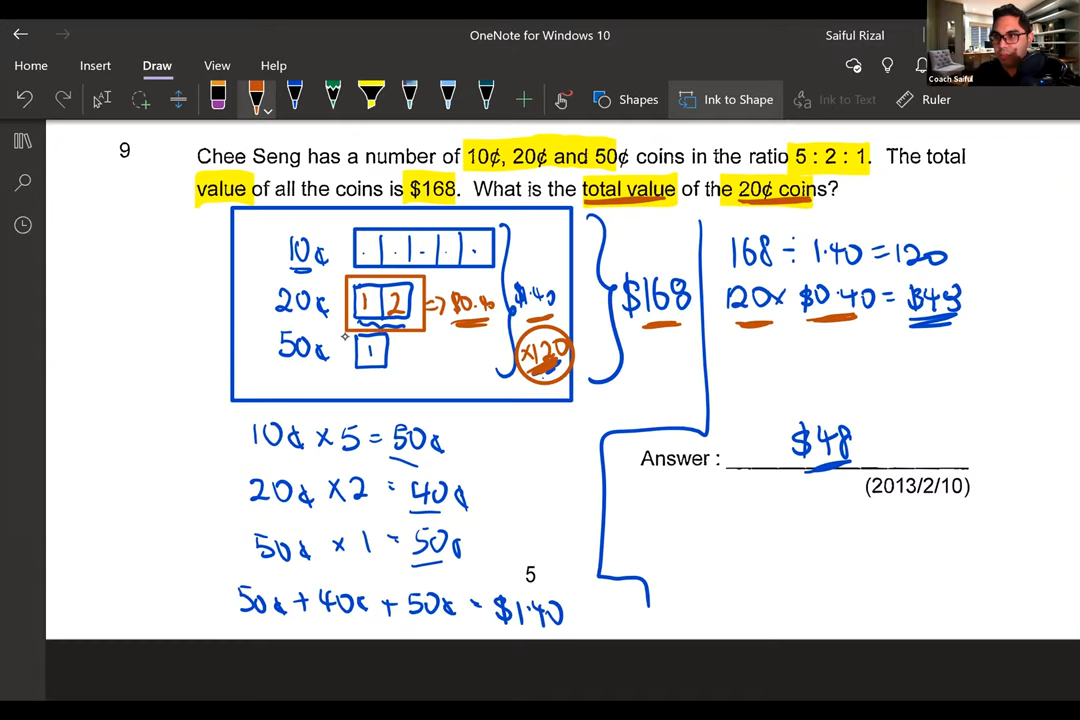 OneNote for Windows 10
Saiful Rizal
Home Insert Draw View Help
Coach Saiful
Shapes Ink to Shape Ink to Text Ruler
9 Chee Seng has a number of 10¢, 20¢ and 50¢ coins in the ratio 5 : 2 : 1. The total
value of all the coins is $168. What is the total value of the 20¢ coins?
10¢
20¢ 1 2 => $0.40 $1.40
50¢ 1 ×120
$168
168 ÷ 1.40 = 120
120 × $0.40 = $48
10¢ × 5 = 50¢
20¢ × 2 = 40¢
50¢ × 1 = 50¢
50¢ + 40¢ + 50¢ = $1.40
Answer : $48
(2013/2/10)
5